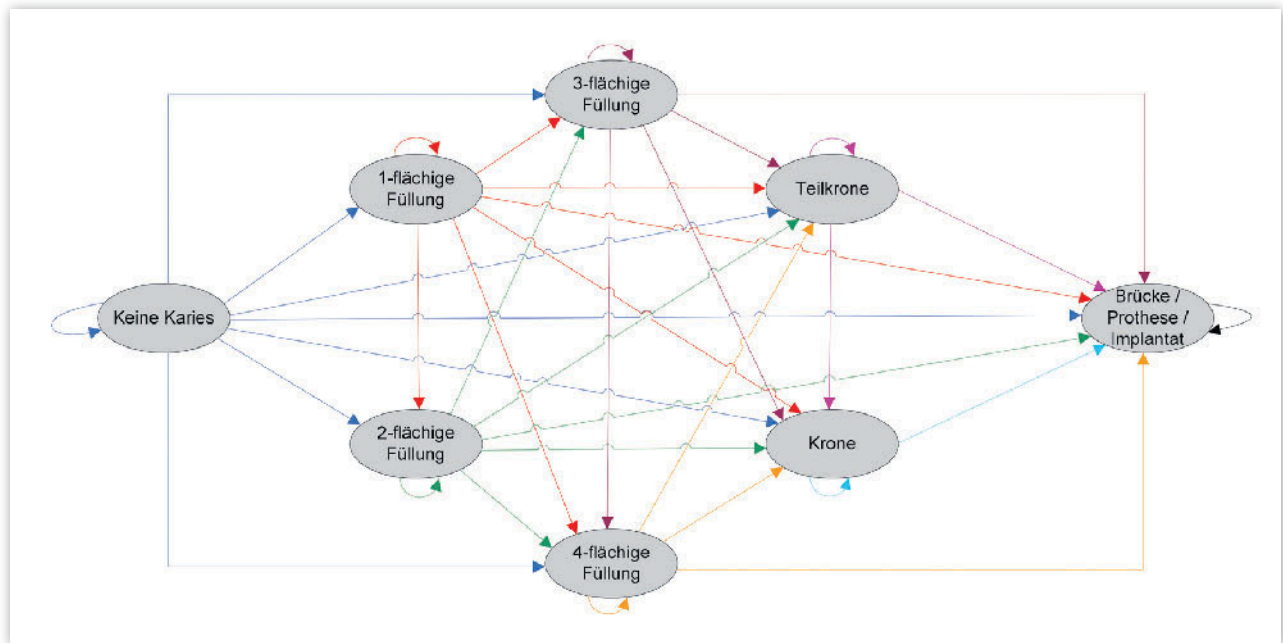 3-flächige
Füllung
1-flächige
Füllung
Teilkrone
Keine Karies
Brücke /
Prothese /
Implantat
2-flächige
Füllung
Krone
4-flächige
Füllung